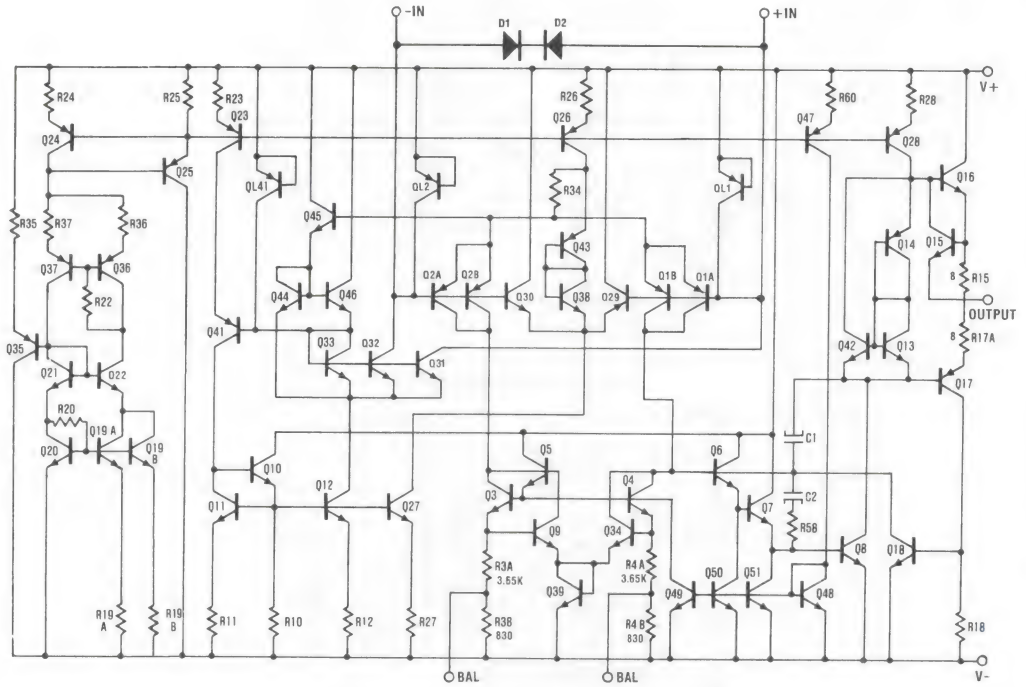 -IN D1 D2 +IN
V+
R24 R25 R23 R26 R60 R28
Q24 Q23 Q26 Q47 Q28
Q25 QL41 QL2 QL1 Q16
R35 R37 R36 Q45 R34 Q14 Q15
Q37 Q36 Q43 8 R15
R22 Q44 Q46 Q2A Q2B Q30 Q38 Q29 Q1B Q1A
OUTPUT
Q35 Q41 Q33 Q32 Q31 Q42 Q13 8 R17A
Q21 Q22 Q17
R20
Q20 Q19 A Q19 B Q10 Q5 Q6 C1
Q11 Q12 Q27 Q3 Q9 Q4 Q34 Q7 C2
R58 Q8 Q18
R3A 3.65K R4A 3.65K
Q39 Q49 Q50 Q51 Q48
R19 A R19 B R11 R10 R12 R27 R3B 830 R4B 830 R18
BAL BAL V-